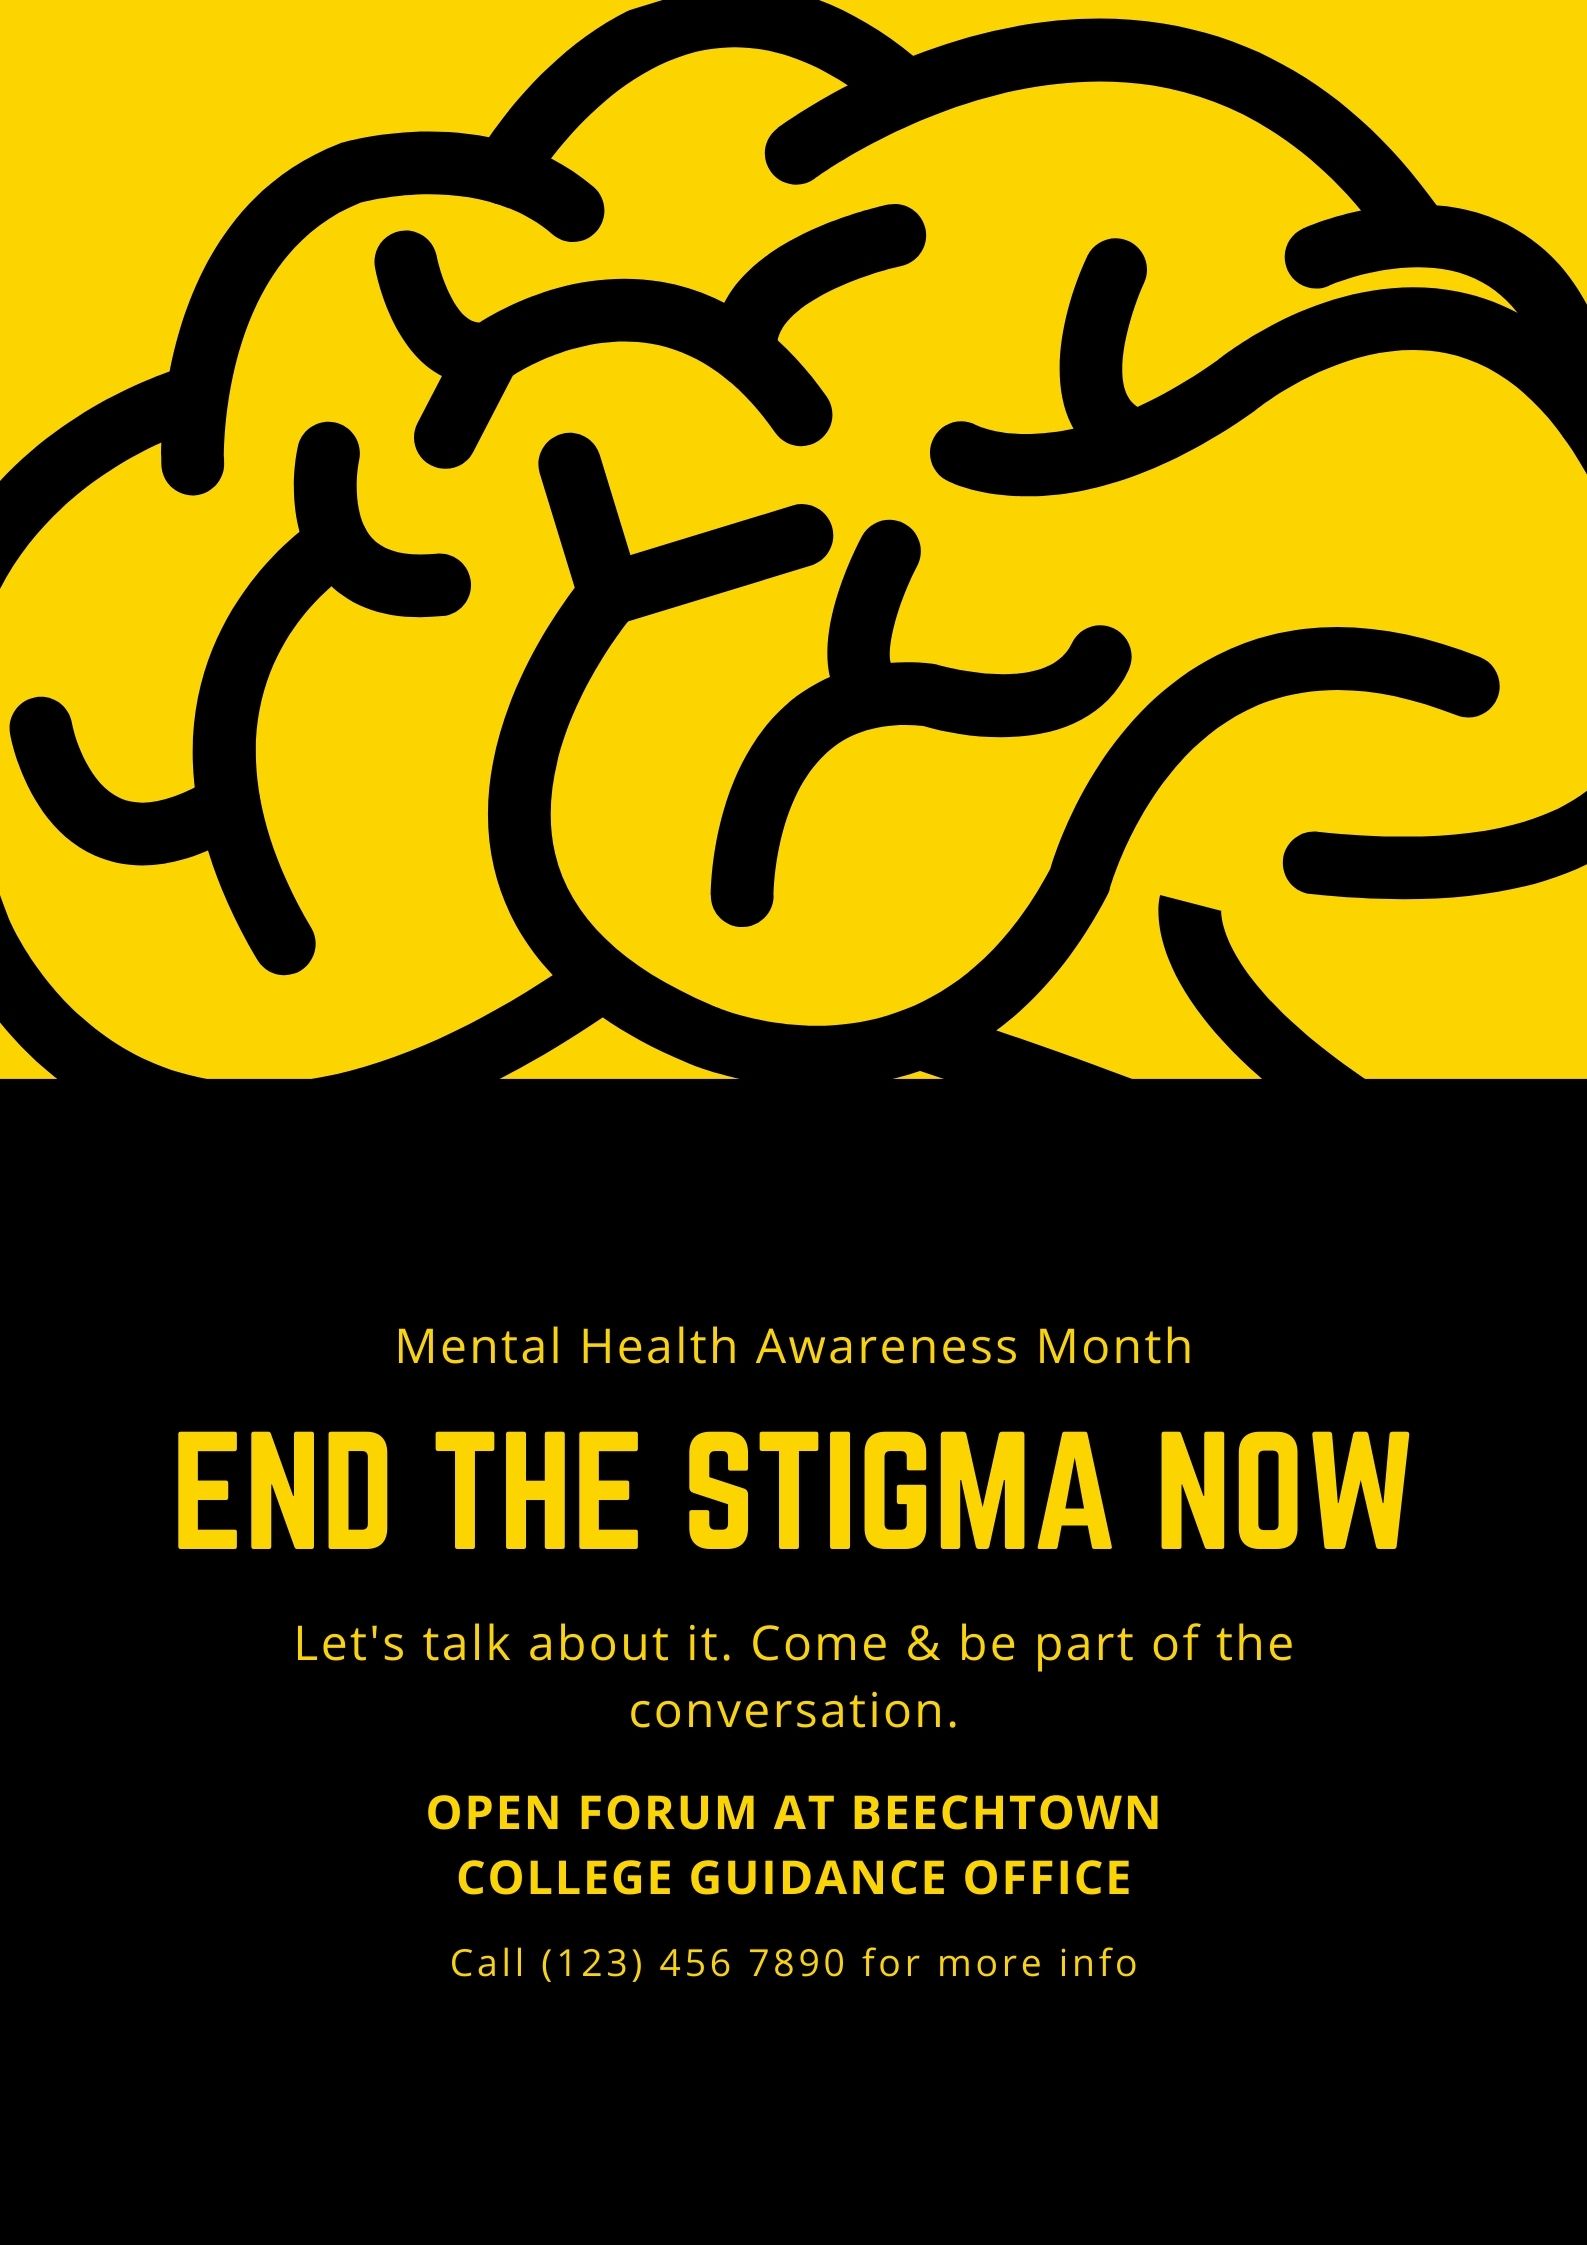 Mental Health Awareness Month
END THE STIGMA NOW
Let's talk about it. Come & be part of the
conversation.
OPEN FORUM AT BEECHTOWN
COLLEGE GUIDANCE OFFICE
Call (123) 456 7890 for more info